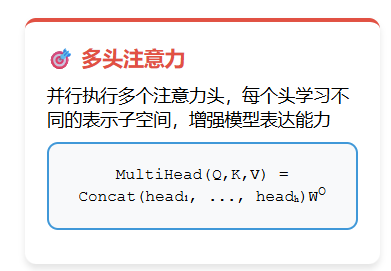 🎯 多头注意力
并行执行多个注意力头，每个头学习不
同的表示子空间，增强模型表达能力
MultiHead(Q,K,V) =
Concat(head₁, ..., headₕ)Wᴼ